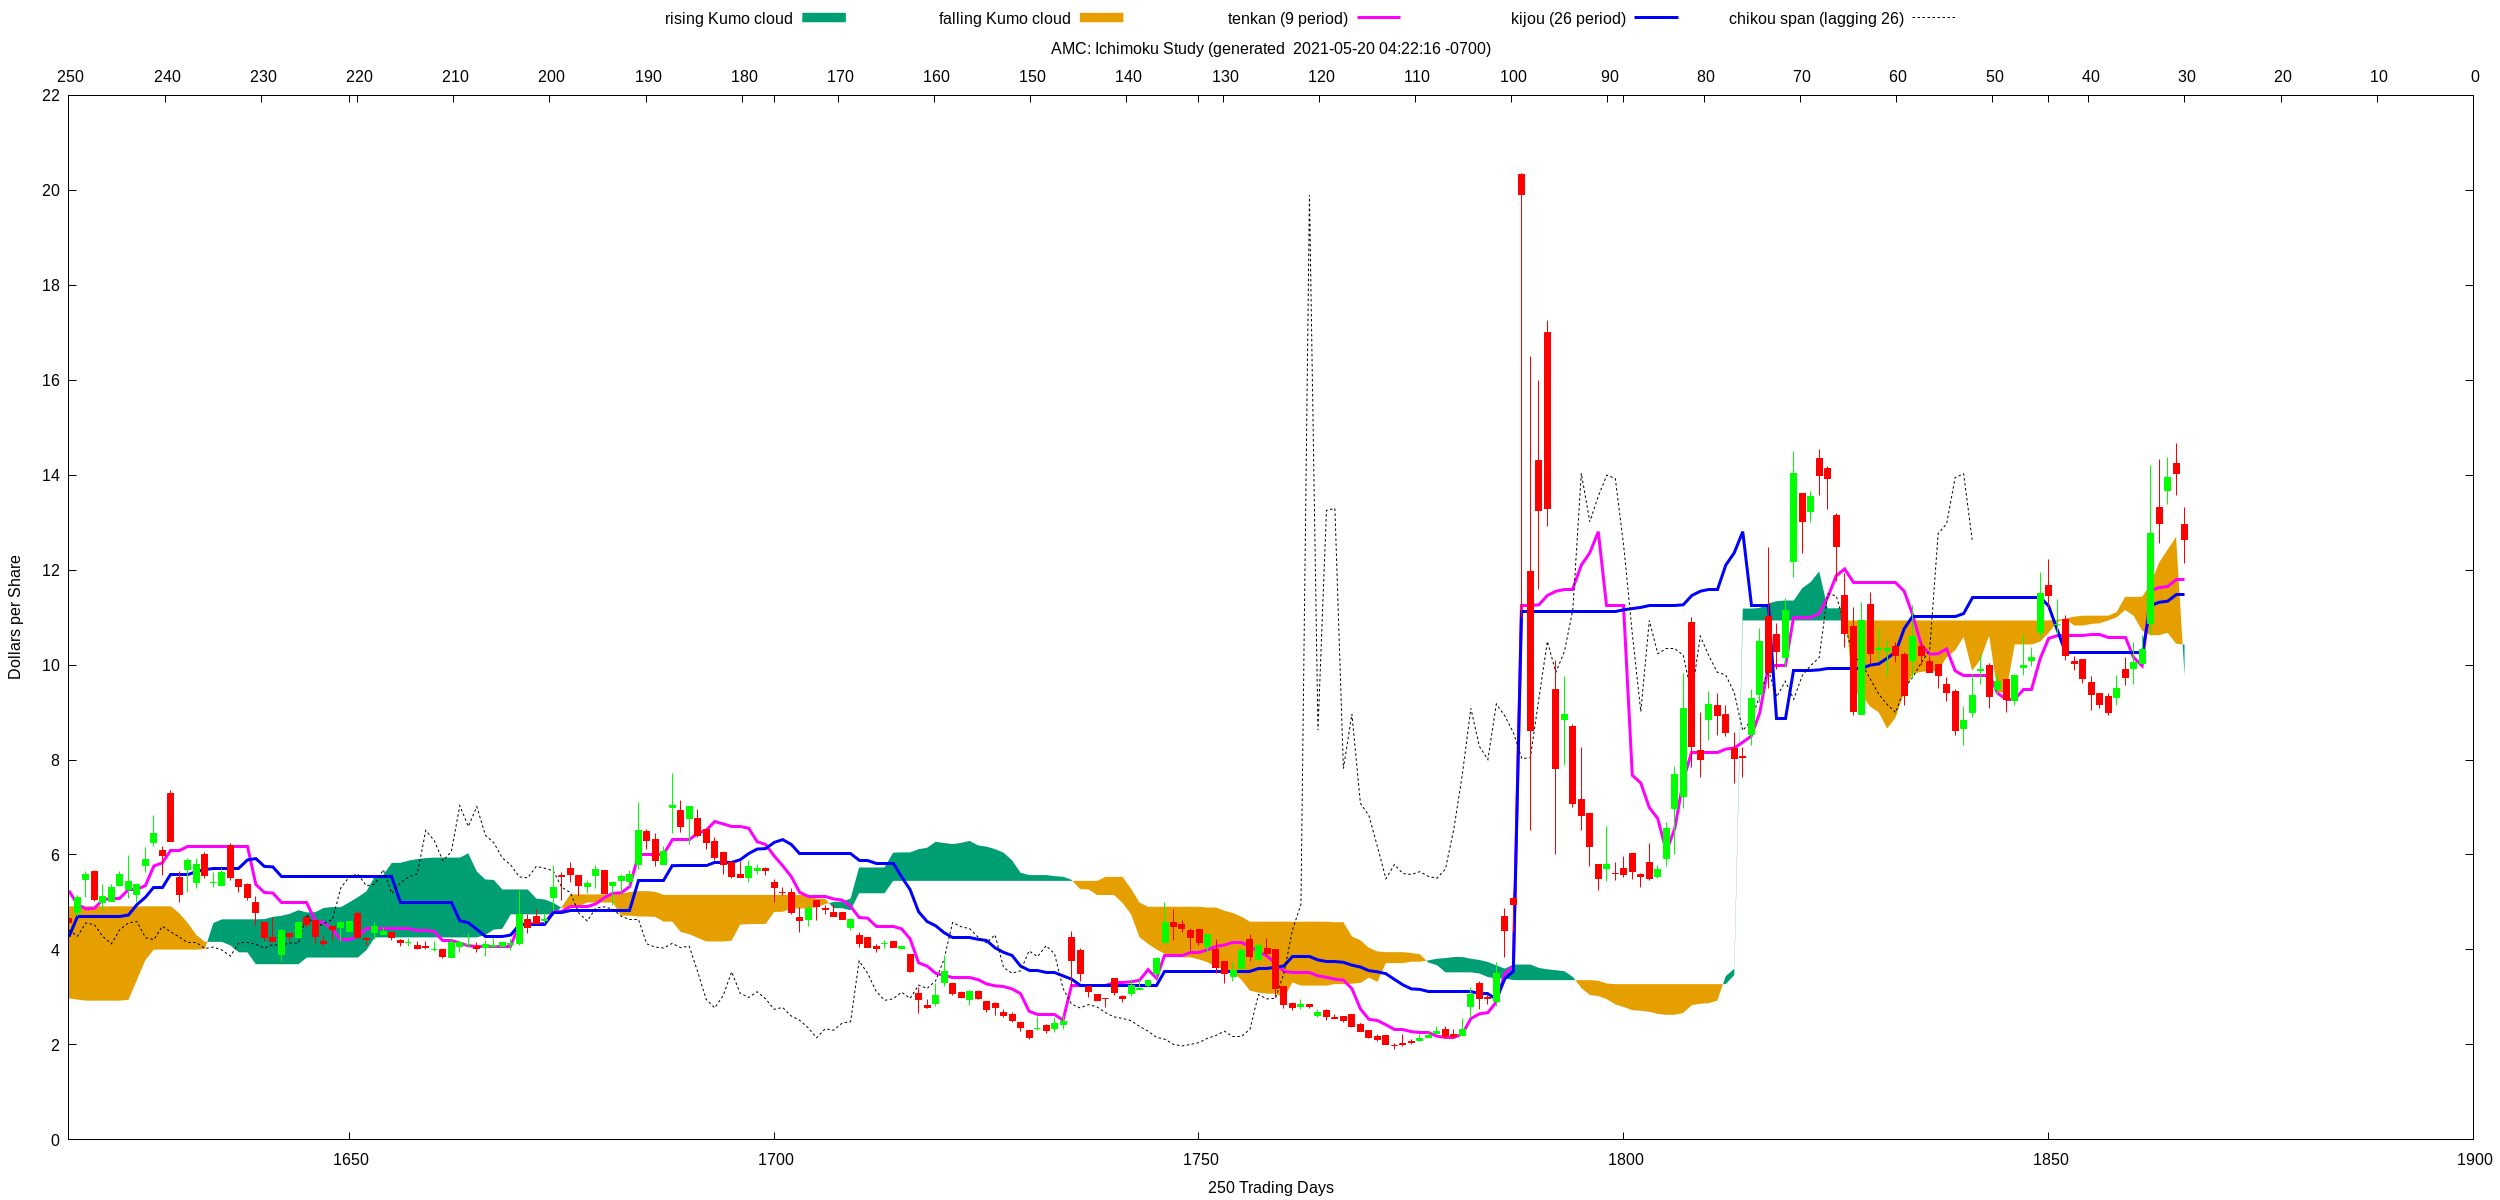 rising Kumo cloud falling Kumo cloud tenkan (9 period) kijou (26 period) chikou span (lagging 26)
AMC: Ichimoku Study (generated  2021-05-20 04:22:16 -0700)
250 240 230 220 210 200 190 180 170 160 150 140 130 120 110 100 90 80 70 60 50 40 30 20 10 0
22
20
18
16
14
12
10
8
6
4
2
0
Dollars per Share
1650 1700 1750 1800 1850 1900
250 Trading Days